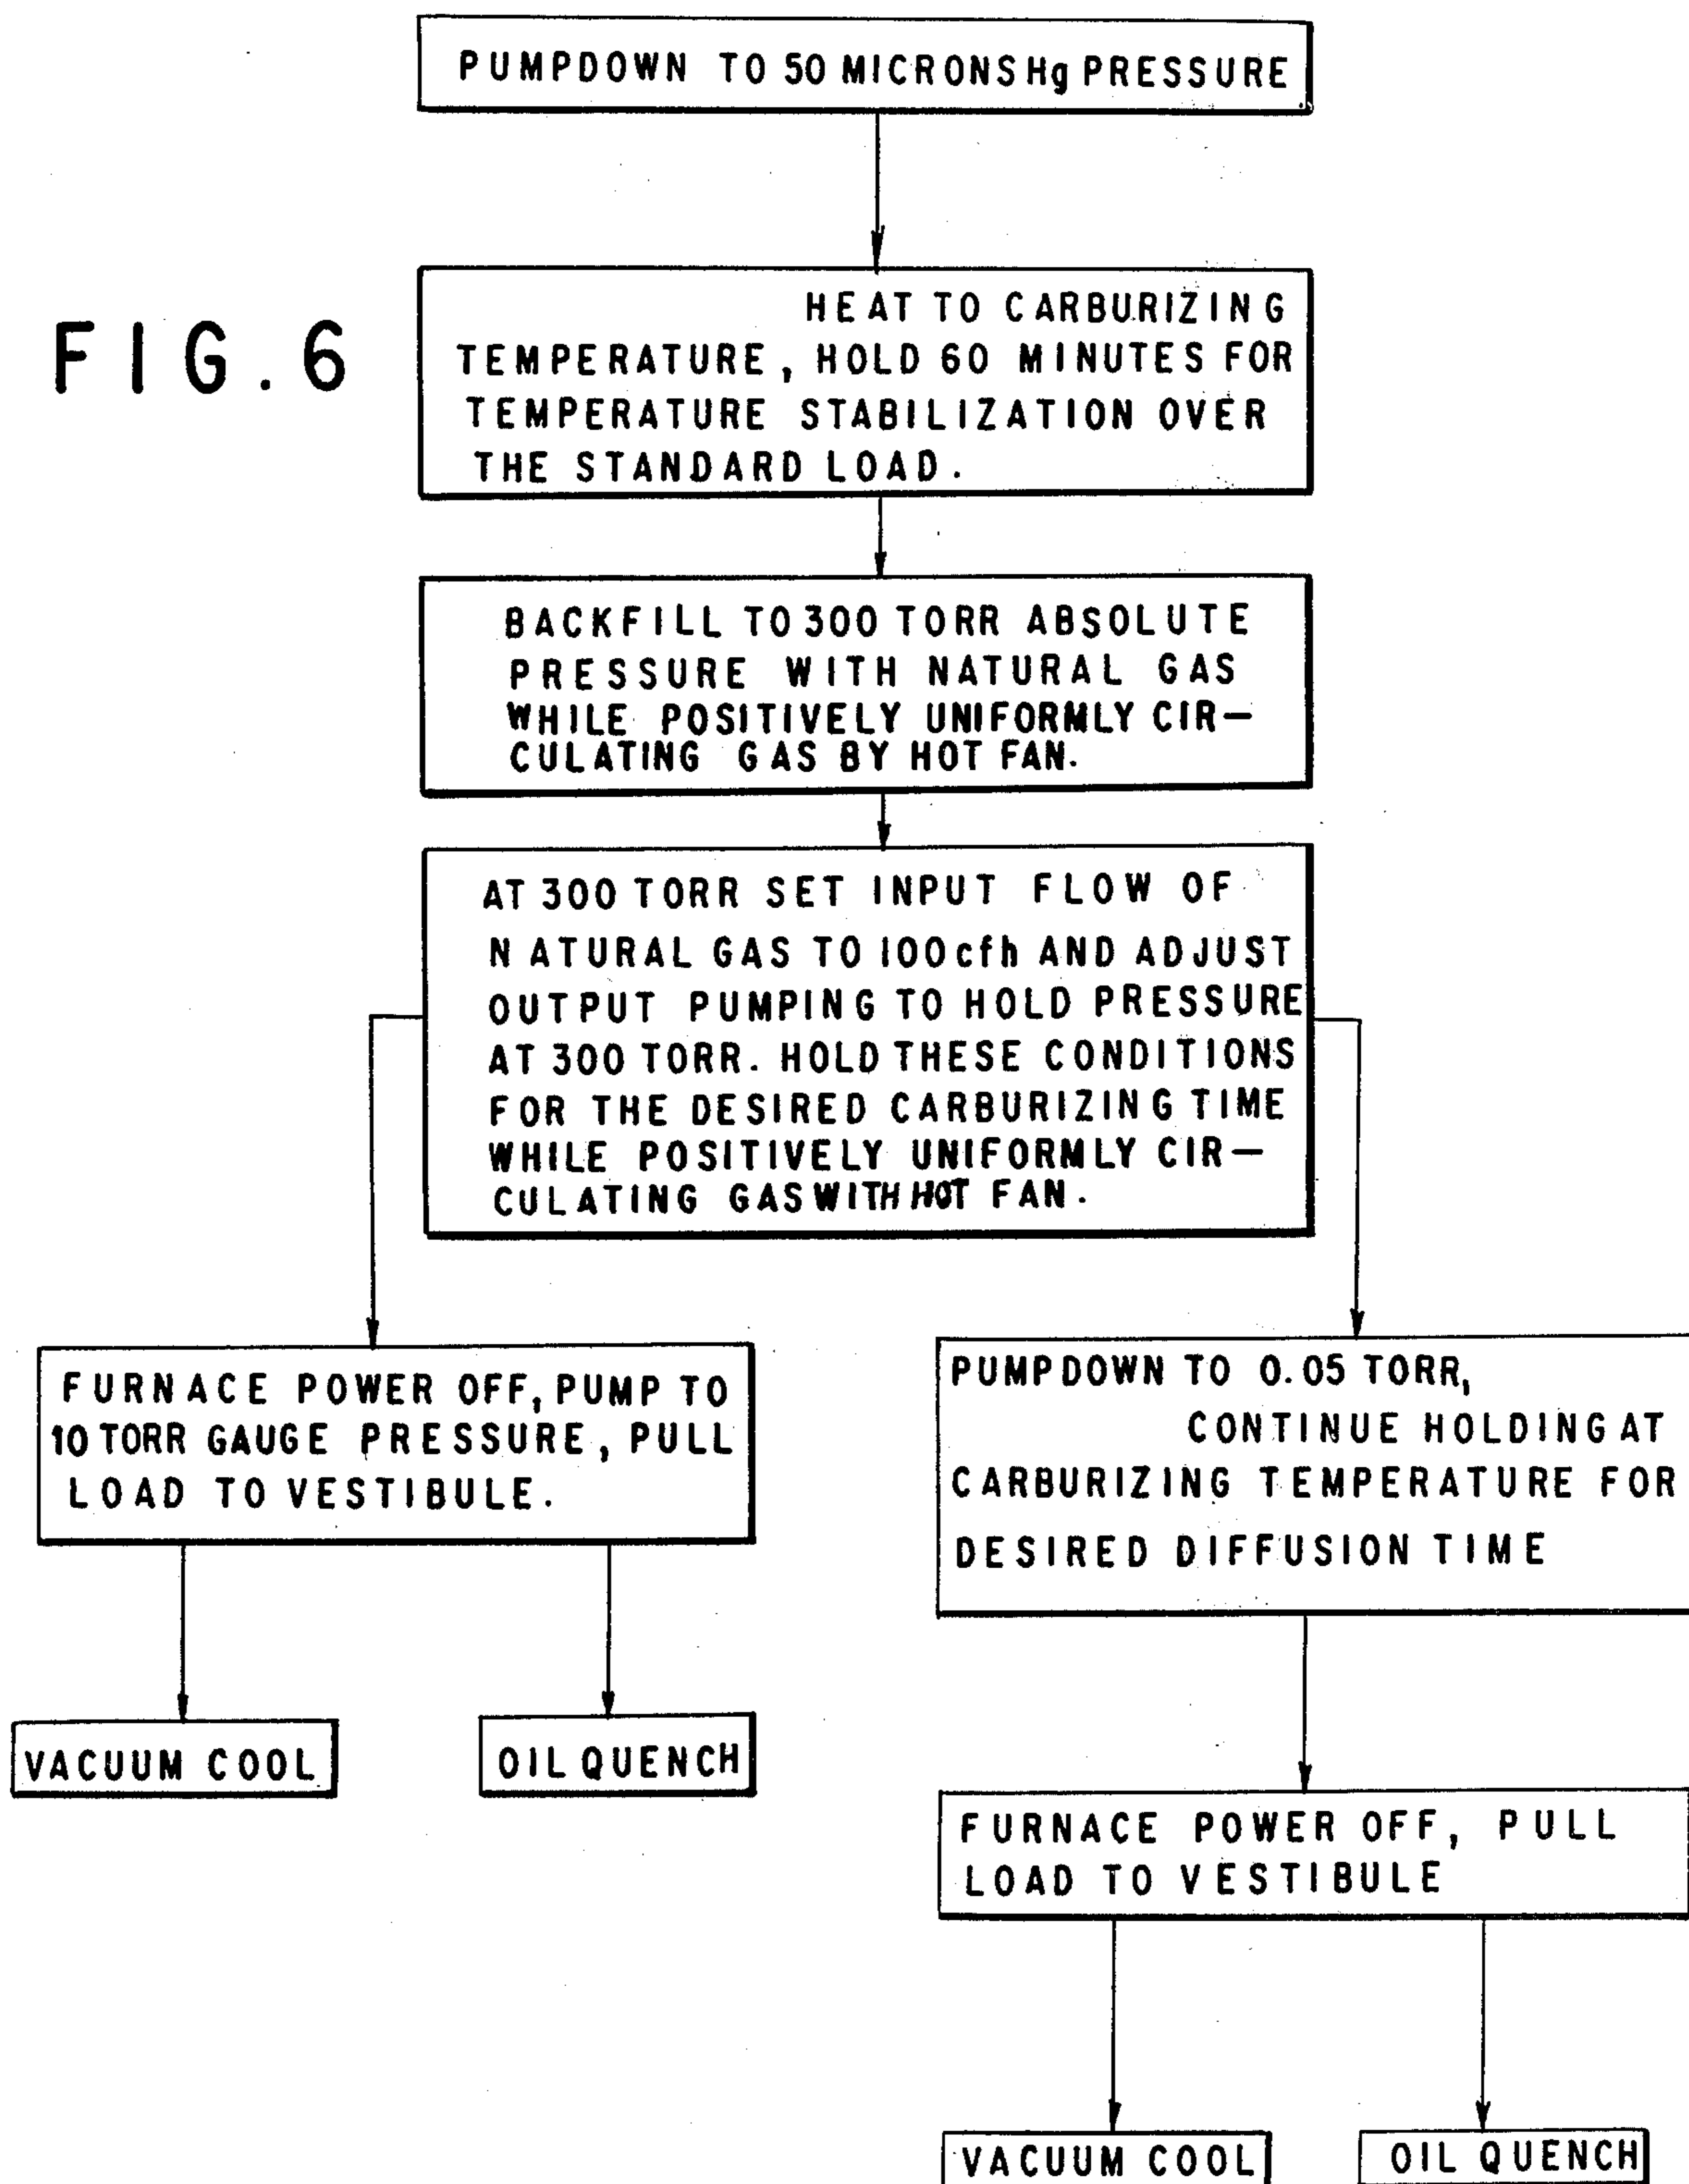 PUMPDOWN TO 50 MICRONS Hg PRESSURE
FIG. 6
HEAT TO CARBURIZING
TEMPERATURE, HOLD 60 MINUTES FOR
TEMPERATURE STABILIZATION OVER
THE STANDARD LOAD.
BACKFILL TO 300 TORR ABSOLUTE
PRESSURE WITH NATURAL GAS
WHILE POSITIVELY UNIFORMLY CIR—
CULATING GAS BY HOT FAN.
AT 300 TORR SET INPUT FLOW OF
NATURAL GAS TO 100 cfh AND ADJUST
OUTPUT PUMPING TO HOLD PRESSURE
AT 300 TORR. HOLD THESE CONDITIONS
FOR THE DESIRED CARBURIZING TIME
WHILE POSITIVELY UNIFORMLY CIR—
CULATING GAS WITH HOT FAN.
FURNACE POWER OFF, PUMP TO
10 TORR GAUGE PRESSURE, PULL
LOAD TO VESTIBULE.
VACUUM COOL
OIL QUENCH
PUMPDOWN TO 0.05 TORR,
CONTINUE HOLDING AT
CARBURIZING TEMPERATURE FOR
DESIRED DIFFUSION TIME
FURNACE POWER OFF, PULL
LOAD TO VESTIBULE
VACUUM COOL
OIL QUENCH